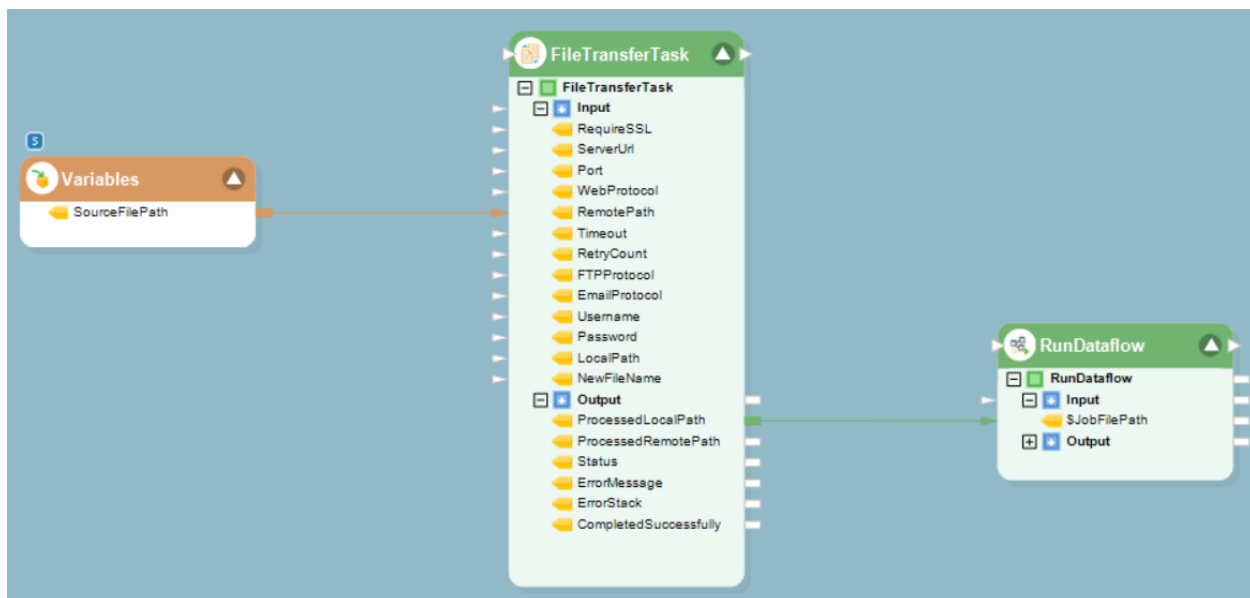 S
Variables
SourceFilePath
FileTransferTask
FileTransferTask
Input
RequireSSL
ServerUrl
Port
WebProtocol
RemotePath
Timeout
RetryCount
FTPProtocol
EmailProtocol
Username
Password
LocalPath
NewFileName
Output
ProcessedLocalPath
ProcessedRemotePath
Status
ErrorMessage
ErrorStack
CompletedSuccessfully
RunDataflow
RunDataflow
Input
$JobFilePath
Output